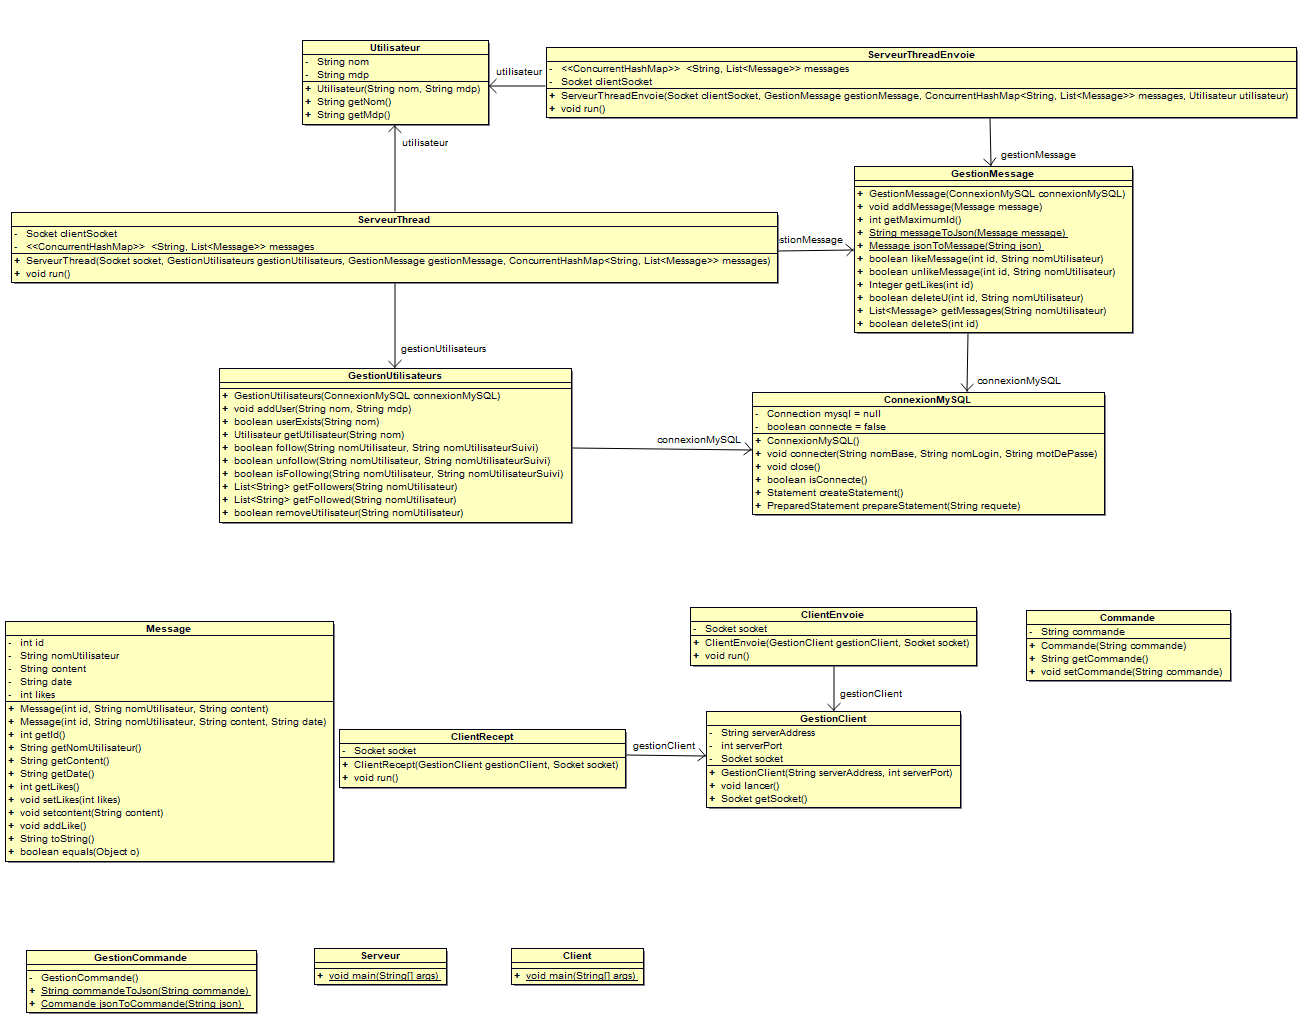 Utilisateur
- String nom
- String mdp
+ Utilisateur(String nom, String mdp)
+ String getNom()
+ String getMdp()
utilisateur
ServeurThreadEnvoie
- <<ConcurrentHashMap>> <String, List<Message>> messages
- Socket clientSocket
+ ServeurThreadEnvoie(Socket clientSocket, GestionMessage gestionMessage, ConcurrentHashMap<String, List<Message>> messages, Utilisateur utilisateur)
+ void run()
utilisateur
gestionMessage
ServeurThread
- Socket clientSocket
- <<ConcurrentHashMap>> <String, List<Message>> messages
+ ServeurThread(Socket socket, GestionUtilisateurs gestionUtilisateurs, GestionMessage gestionMessage, ConcurrentHashMap<String, List<Message>> messages)
+ void run()
stionMessage
GestionMessage
+ GestionMessage(ConnexionMySQL connexionMySQL)
+ void addMessage(Message message)
+ int getMaximumId()
+ String messageToJson(Message message)
+ Message jsonToMessage(String json)
+ boolean likeMessage(int id, String nomUtilisateur)
+ boolean unlikeMessage(int id, String nomUtilisateur)
+ Integer getLikes(int id)
+ boolean deleteU(int id, String nomUtilisateur)
+ List<Message> getMessages(String nomUtilisateur)
+ boolean deleteS(int id)
gestionUtilisateurs
connexionMySQL
GestionUtilisateurs
+ GestionUtilisateurs(ConnexionMySQL connexionMySQL)
+ void addUser(String nom, String mdp)
+ boolean userExists(String nom)
+ Utilisateur getUtilisateur(String nom)
+ boolean follow(String nomUtilisateur, String nomUtilisateurSuivi)
+ boolean unfollow(String nomUtilisateur, String nomUtilisateurSuivi)
+ boolean isFollowing(String nomUtilisateur, String nomUtilisateurSuivi)
+ List<String> getFollowers(String nomUtilisateur)
+ List<String> getFollowed(String nomUtilisateur)
+ boolean removeUtilisateur(String nomUtilisateur)
connexionMySQL
ConnexionMySQL
- Connection mysql = null
- boolean connecte = false
+ ConnexionMySQL()
+ void connecter(String nomBase, String nomLogin, String motDePasse)
+ void close()
+ boolean isConnecte()
+ Statement createStatement()
+ PreparedStatement prepareStatement(String requete)
Message
- int id
- String nomUtilisateur
- String content
- String date
- int likes
+ Message(int id, String nomUtilisateur, String content)
+ Message(int id, String nomUtilisateur, String content, String date)
+ int getId()
+ String getNomUtilisateur()
+ String getContent()
+ String getDate()
+ int getLikes()
+ void setLikes(int likes)
+ void setcontent(String content)
+ void addLike()
+ String toString()
+ boolean equals(Object o)
ClientEnvoie
- Socket socket
+ ClientEnvoie(GestionClient gestionClient, Socket socket)
+ void run()
gestionClient
Commande
- String commande
+ Commande(String commande)
+ String getCommande()
+ void setCommande(String commande)
ClientRecept
- Socket socket
+ ClientRecept(GestionClient gestionClient, Socket socket)
+ void run()
gestionClient
GestionClient
- String serverAddress
- int serverPort
- Socket socket
+ GestionClient(String serverAddress, int serverPort)
+ void lancer()
+ Socket getSocket()
GestionCommande
- GestionCommande()
+ String commandeToJson(String commande)
+ Commande jsonToCommande(String json)
Serveur
+ void main(String[] args)
Client
+ void main(String[] args)